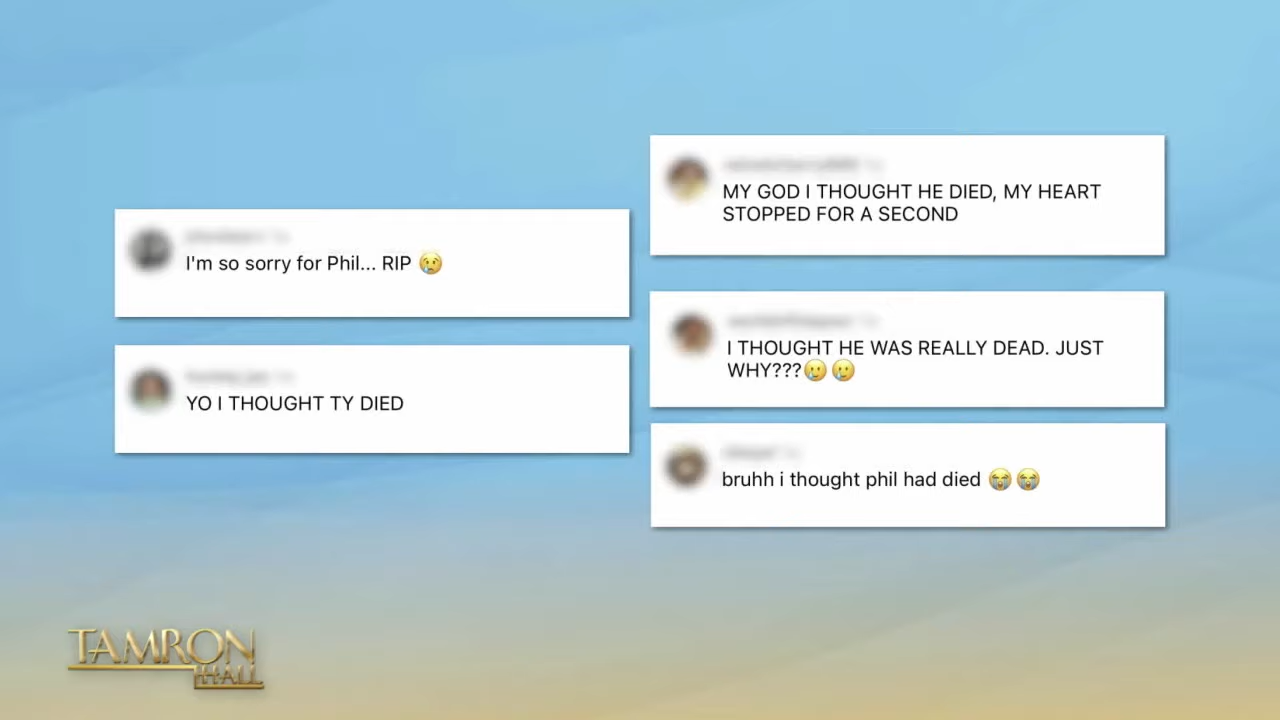 I'm so sorry for Phil... RIP 😢
YO I THOUGHT TY DIED
MY GOD I THOUGHT HE DIED, MY HEART
STOPPED FOR A SECOND
I THOUGHT HE WAS REALLY DEAD. JUST
WHY???🥲🥲
bruhh i thought phil had died 😭😭
TAMRON
HALL